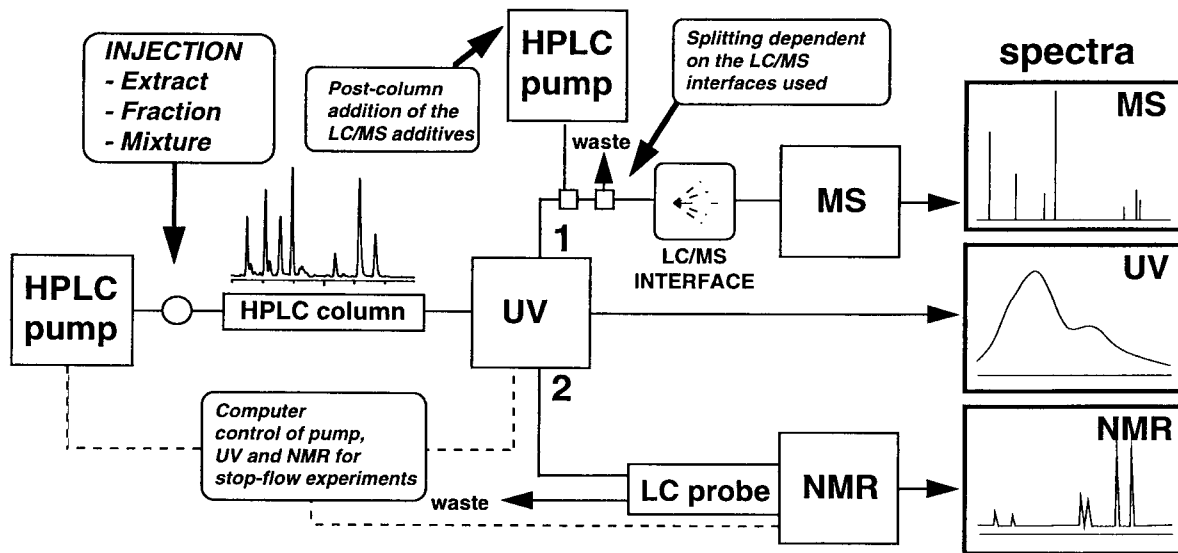 INJECTION
- Extract
- Fraction
- Mixture
Post-column
addition of the
LC/MS additives
HPLC
pump
Splitting dependent
on the LC/MS
interfaces used
spectra
MS
waste
1
LC/MS
INTERFACE
MS
HPLC
pump
HPLC column
UV
UV
2
Computer
control of pump,
UV and NMR for
stop-flow experiments
waste
LC probe
NMR
NMR